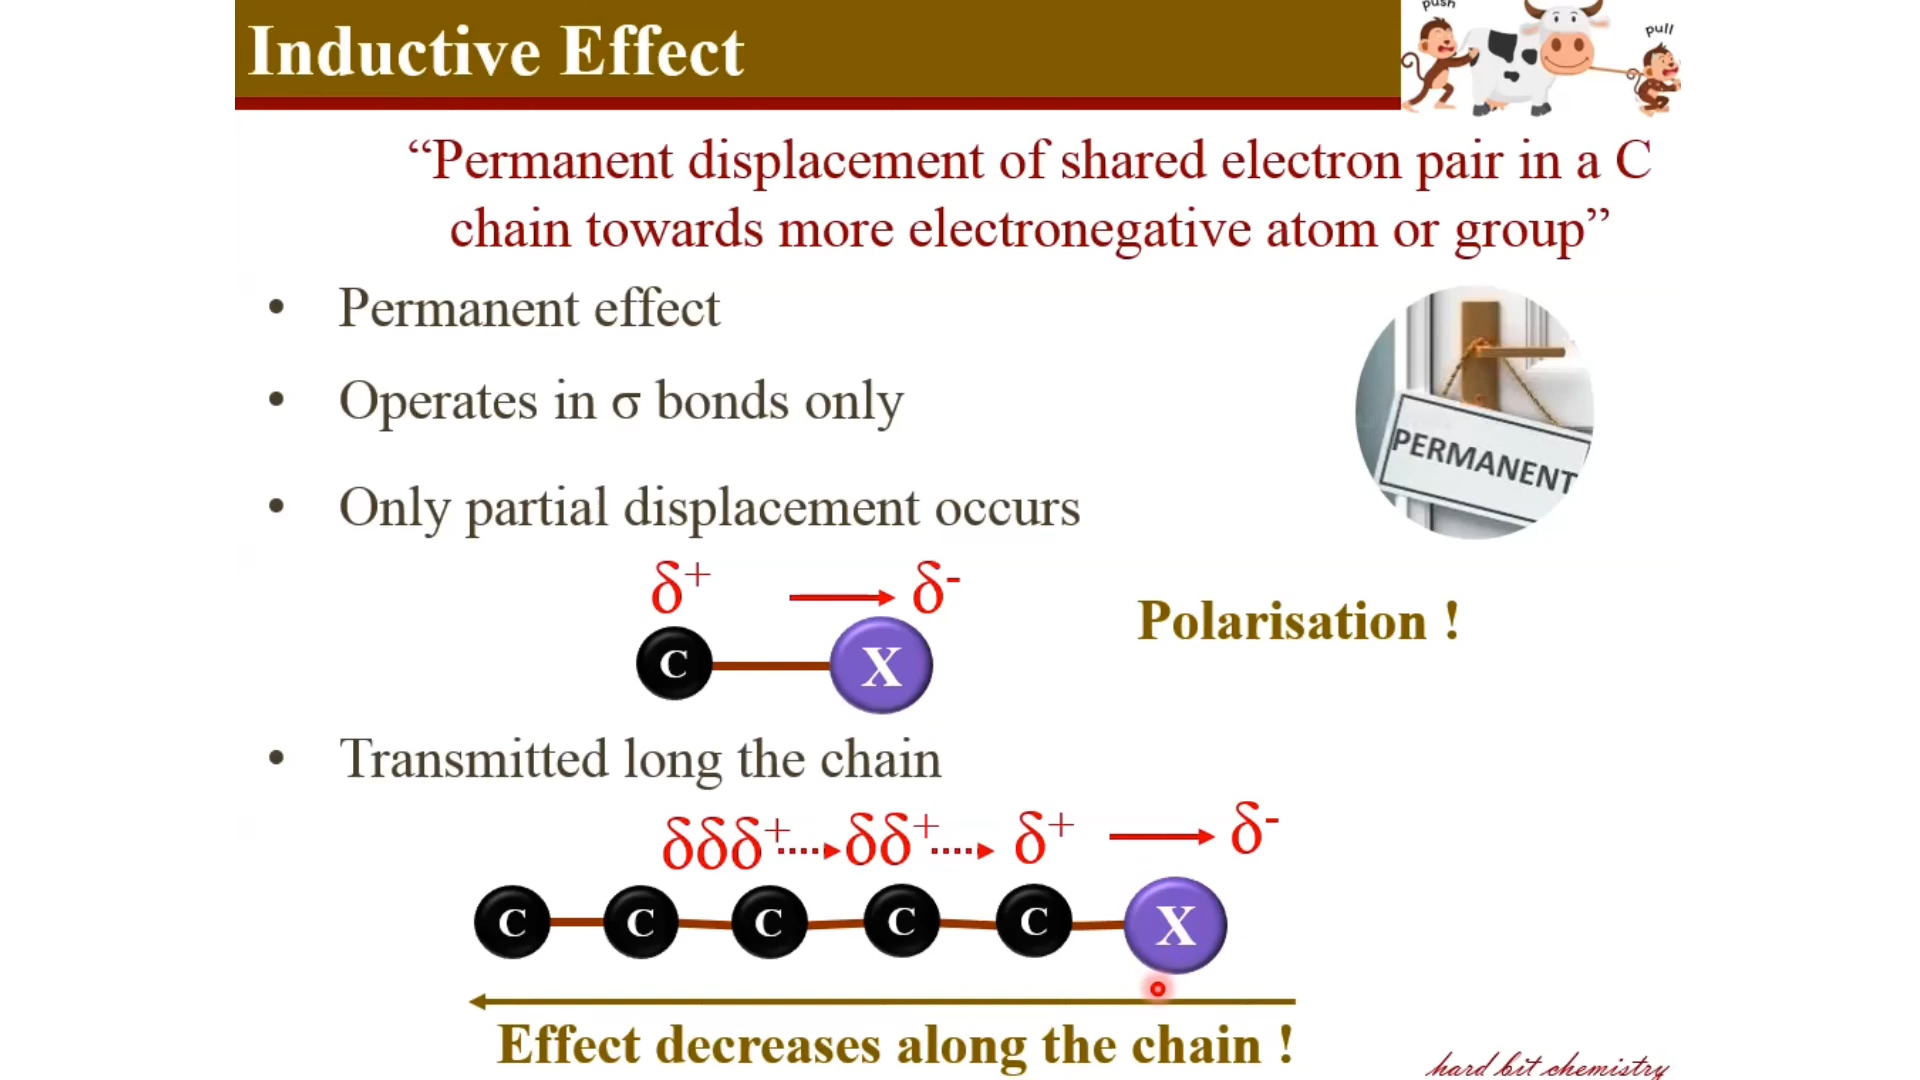 Inductive Effect
push
pull
“Permanent displacement of shared electron pair in a C
chain towards more electronegative atom or group”
• Permanent effect
• Operates in σ bonds only
PERMANENT
• Only partial displacement occurs
δ+ δ-
C X
Polarisation !
• Transmitted long the chain
δδδ+ δδ+ δ+ δ-
C C C C C X
Effect decreases along the chain !
hard bit chemistry